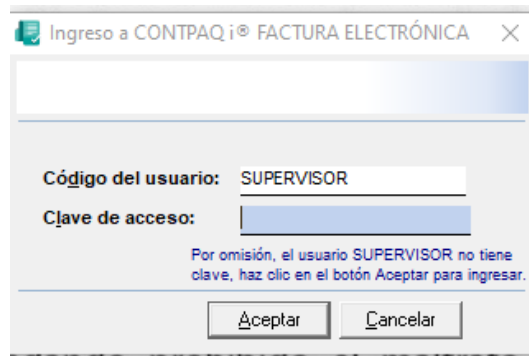 Ingreso a CONTPAQ i® FACTURA ELECTRÓNICA
Código del usuario: SUPERVISOR
Clave de acceso:
Por omisión, el usuario SUPERVISOR no tiene
clave, haz clic en el botón Aceptar para ingresar.
Aceptar Cancelar